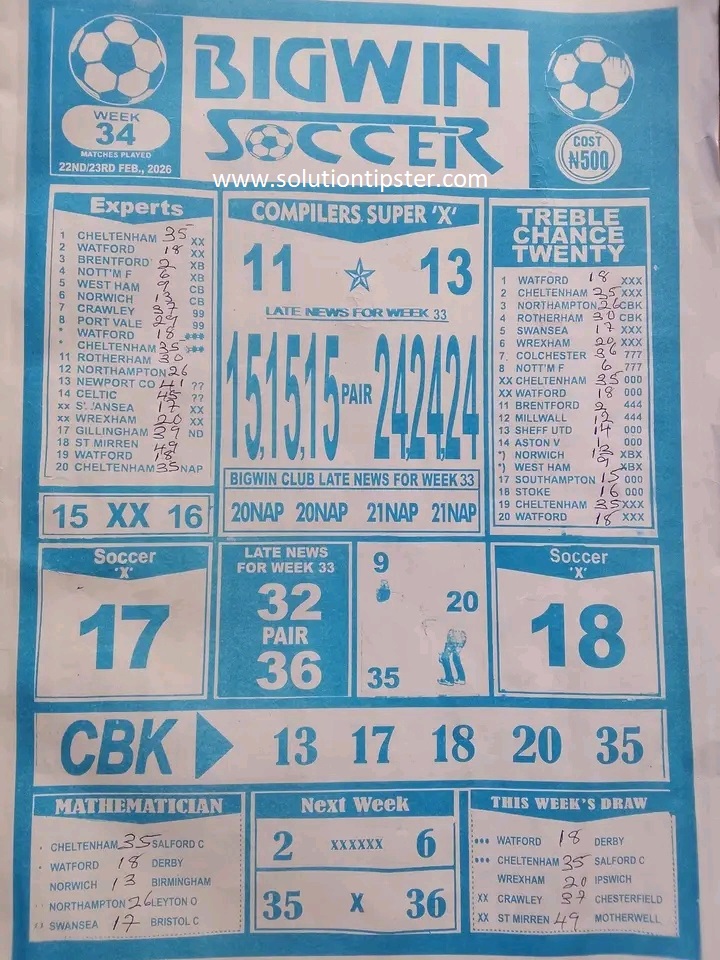 BIGWIN
SOCCER
WEEK
34
MATCHES PLAYED
22ND/23RD FEB., 2026
COST
₦500
www.solutiontipster.com
Experts
1 CHELTENHAM 35 XX
2 WATFORD 18 XX
3 BRENTFORD 2 XB
4 NOTT'M F 6 XB
5 WEST HAM 9 CB
6 NORWICH 13 CB
7 CRAWLEY 37 99
8 PORT VALE 29 99
* WATFORD 18 ***
* CHELTENHAM 35 ***
11 ROTHERHAM 30
12 NORTHAMPTON 26
13 NEWPORT CO 41 ??
14 CELTIC 45 ??
xx SWANSEA 17 XX
xx WREXHAM 20 XX
17 GILLINGHAM 39 ND
18 ST MIRREN 49
19 WATFORD 18
20 CHELTENHAM 35 NAP
15 XX 16
COMPILERS SUPER 'X'
11 13
LATE NEWS FOR WEEK 33
15,15,15 PAIR 24,24,24
BIGWIN CLUB LATE NEWS FOR WEEK 33
20NAP 20NAP 21NAP 21NAP
TREBLE
CHANCE
TWENTY
1 WATFORD 18 XXX
2 CHELTENHAM 35 XXX
3 NORTHAMPTON 26 CBK
4 ROTHERHAM 30 CBK
5 SWANSEA 17 XXX
6 WREXHAM 20 XXX
7 COLCHESTER 36 777
8 NOTT'M F 6 777
XX CHELTENHAM 35 000
XX WATFORD 18 000
11 BRENTFORD 2 444
12 MILLWALL 12 444
13 SHEFF UTD 14 000
14 ASTON V 1 000
*) NORWICH 13 XBX
*) WEST HAM 9 XBX
17 SOUTHAMPTON 15 000
18 STOKE 16 000
19 CHELTENHAM 35 XXX
20 WATFORD 18 XXX
Soccer
'X'
17
LATE NEWS
FOR WEEK 33
32
PAIR
36
9
20
35
Soccer
'X'
18
CBK 13 17 18 20 35
MATHEMATICIAN
CHELTENHAM 35 SALFORD C
WATFORD 18 DERBY
NORWICH 13 BIRMINGHAM
NORTHAMPTON 26 LEYTON O
SWANSEA 17 BRISTOL C
Next Week
2 XXXXXX 6
35 X 36
THIS WEEK'S DRAW
*** WATFORD 18 DERBY
*** CHELTENHAM 35 SALFORD C
WREXHAM 20 IPSWICH
XX CRAWLEY 37 CHESTERFIELD
XX ST MIRREN 49 MOTHERWELL